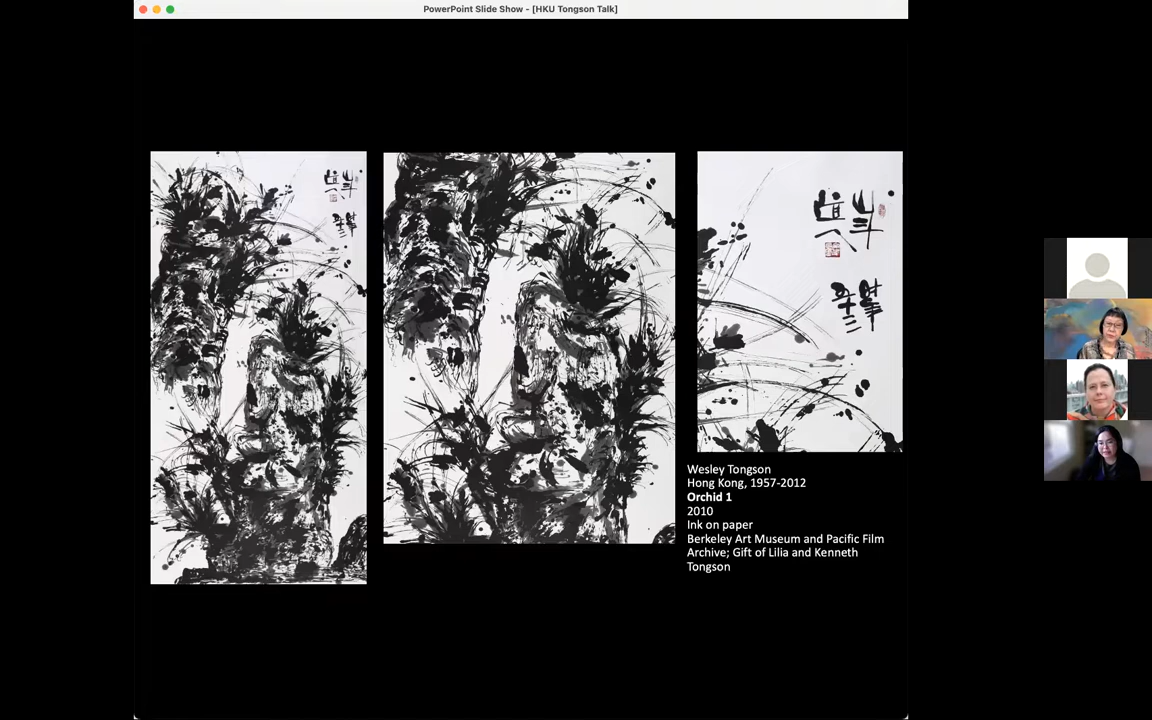 PowerPoint Slide Show - [HKU Tongson Talk]
Wesley Tongson
Hong Kong, 1957-2012
Orchid 1
2010
Ink on paper
Berkeley Art Museum and Pacific Film
Archive; Gift of Lilia and Kenneth
Tongson